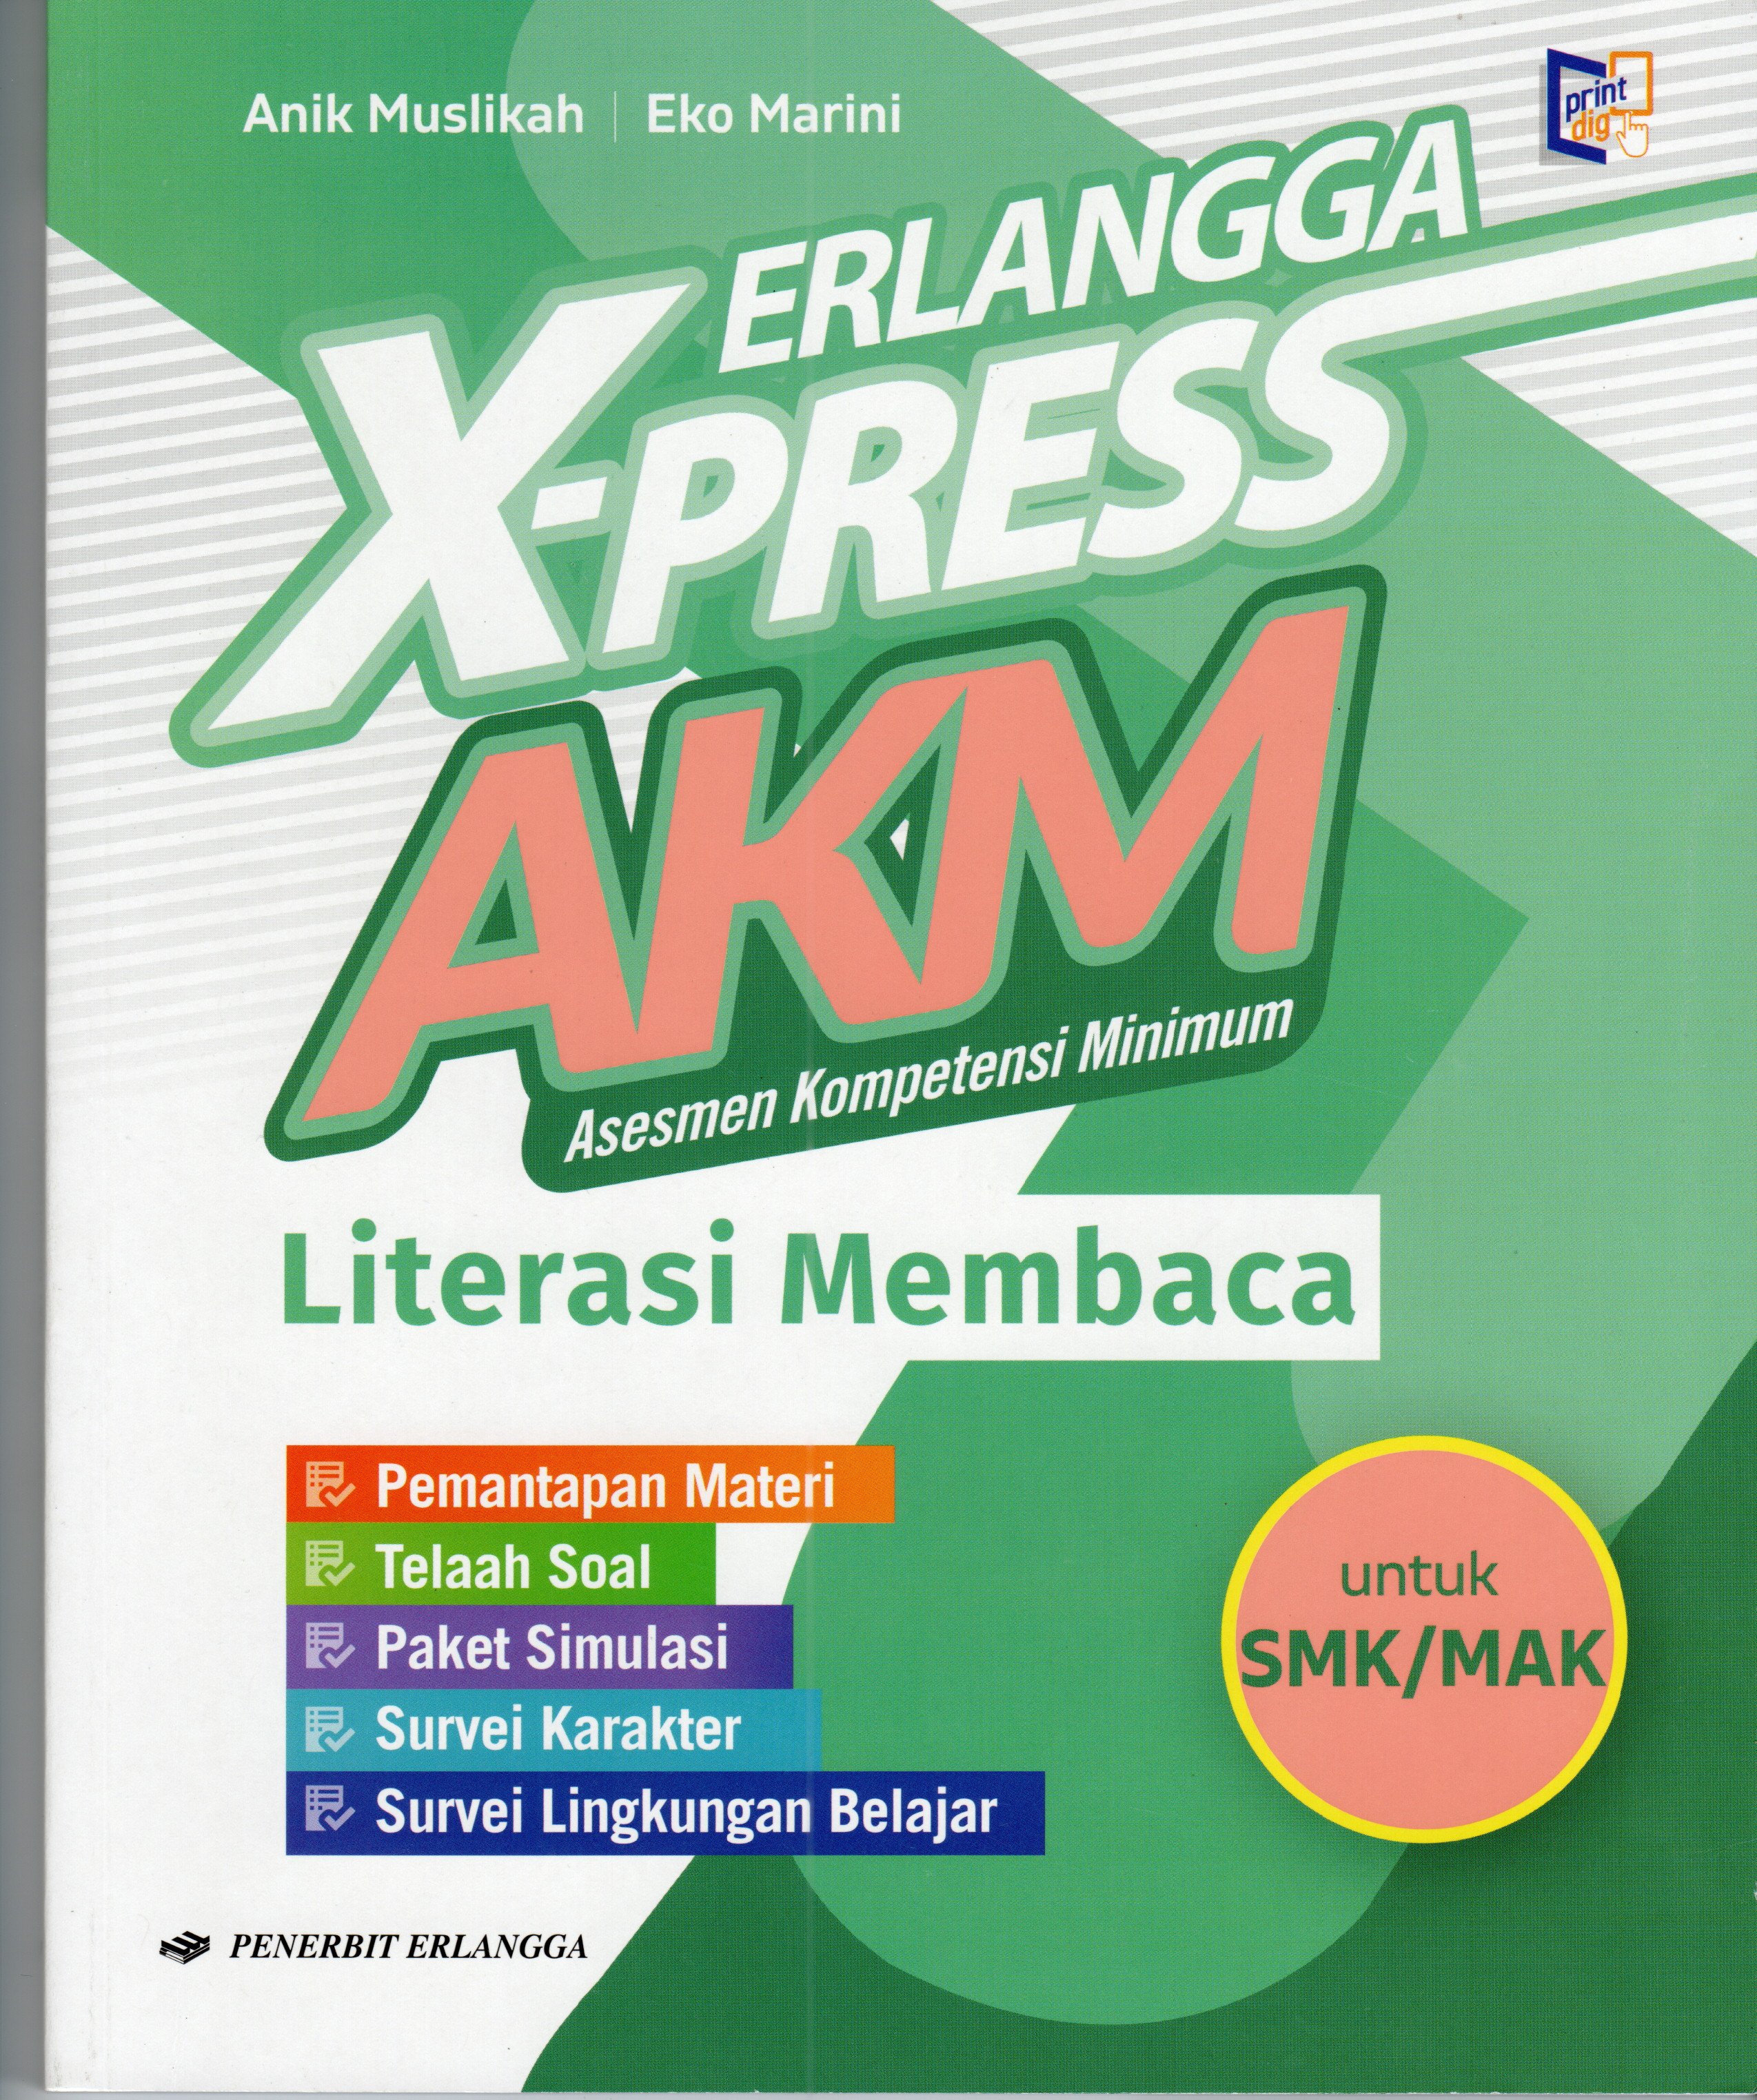 Anik Muslikah | Eko Marini
print
dig
ERLANGGA
X-PRESS
AKM
Asesmen Kompetensi Minimum
Literasi Membaca
Pemantapan Materi
Telaah Soal
Paket Simulasi
Survei Karakter
Survei Lingkungan Belajar
untuk
SMK/MAK
PENERBIT ERLANGGA